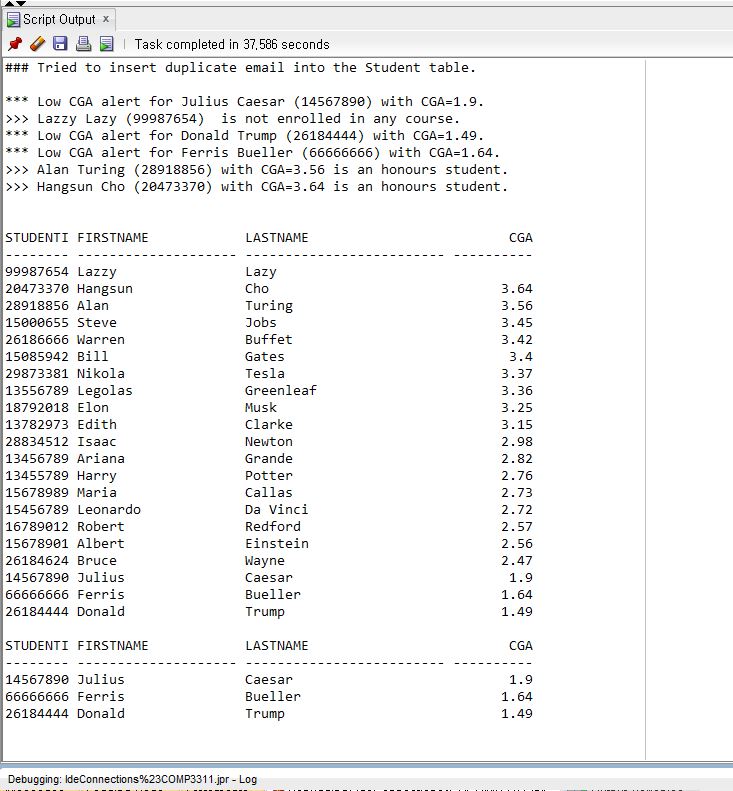 Script Output x
Task completed in 37,586 seconds
### Tried to insert duplicate email into the Student table.
*** Low CGA alert for Julius Caesar (14567890) with CGA=1.9.
>>> Lazzy Lazy (99987654)  is not enrolled in any course.
*** Low CGA alert for Donald Trump (26184444) with CGA=1.49.
*** Low CGA alert for Ferris Bueller (66666666) with CGA=1.64.
>>> Alan Turing (28918856) with CGA=3.56 is an honours student.
>>> Hangsun Cho (20473370) with CGA=3.64 is an honours student.
STUDENTI FIRSTNAME            LASTNAME                         CGA
-------- -------------------- ------------------------- ----------
99987654 Lazzy                Lazy
20473370 Hangsun              Cho                             3.64
28918856 Alan                 Turing                          3.56
15000655 Steve                Jobs                            3.45
26186666 Warren               Buffet                          3.42
15085942 Bill                 Gates                            3.4
29873381 Nikola               Tesla                           3.37
13556789 Legolas              Greenleaf                       3.36
18792018 Elon                 Musk                            3.25
13782973 Edith                Clarke                          3.15
28834512 Isaac                Newton                          2.98
13456789 Ariana               Grande                          2.82
13455789 Harry                Potter                          2.76
15678989 Maria                Callas                          2.73
15456789 Leonardo             Da Vinci                        2.72
16789012 Robert               Redford                         2.57
15678901 Albert               Einstein                        2.56
26184624 Bruce                Wayne                           2.47
14567890 Julius               Caesar                           1.9
66666666 Ferris               Bueller                         1.64
26184444 Donald               Trump                           1.49
STUDENTI FIRSTNAME            LASTNAME                         CGA
-------- -------------------- ------------------------- ----------
14567890 Julius               Caesar                           1.9
66666666 Ferris               Bueller                         1.64
26184444 Donald               Trump                           1.49
Debugging: IdeConnections%23COMP3311.jpr - Log